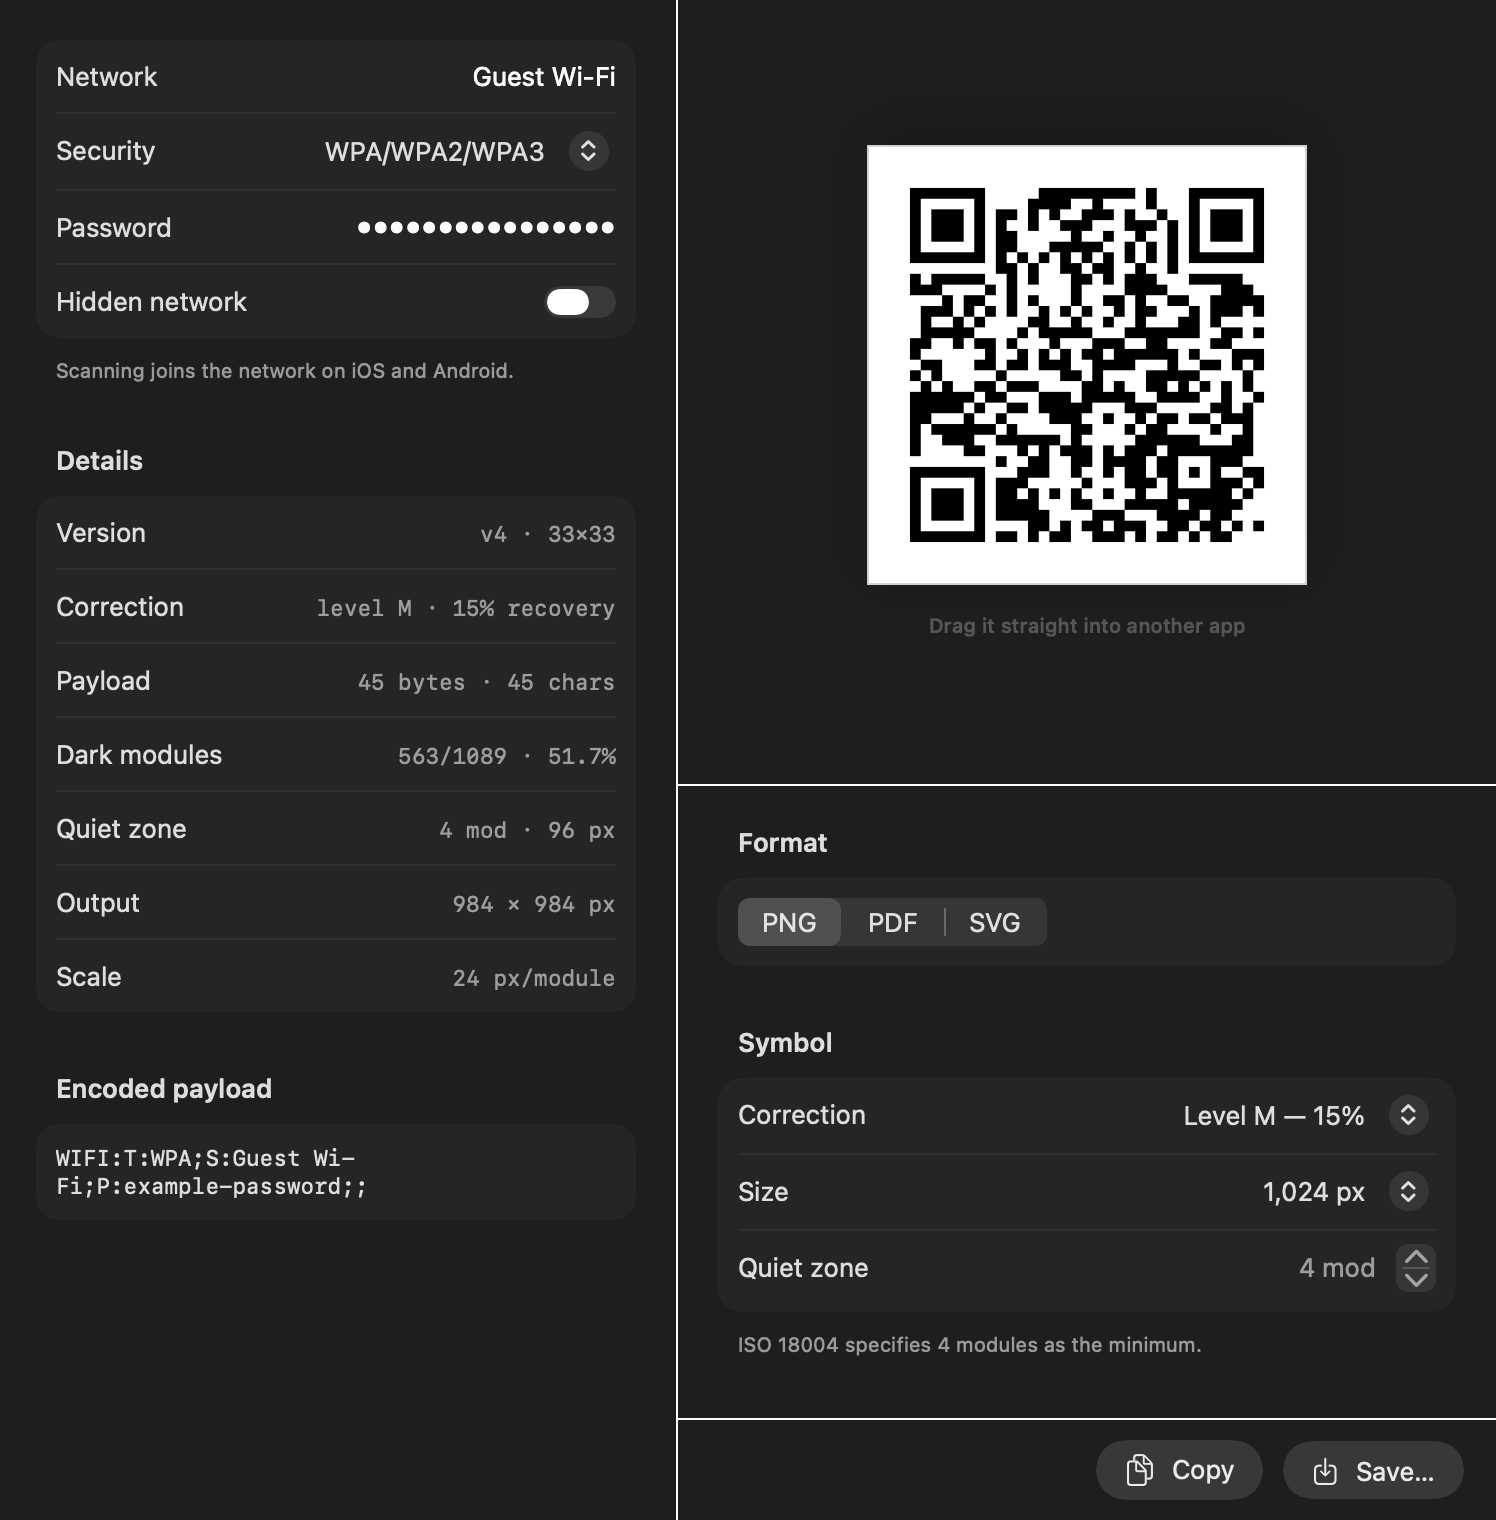 Network Guest Wi-Fi
Security WPA/WPA2/WPA3
Password ••••••••••••••••
Hidden network
Scanning joins the network on iOS and Android.
Details
Version v4 · 33×33
Correction level M · 15% recovery
Payload 45 bytes · 45 chars
Dark modules 563/1089 · 51.7%
Quiet zone 4 mod · 96 px
Output 984 × 984 px
Scale 24 px/module
Encoded payload
WIFI:T:WPA;S:Guest Wi-
Fi;P:example-password;;
Drag it straight into another app
Format
PNG PDF SVG
Symbol
Correction Level M — 15%
Size 1,024 px
Quiet zone 4 mod
ISO 18004 specifies 4 modules as the minimum.
Copy Save...